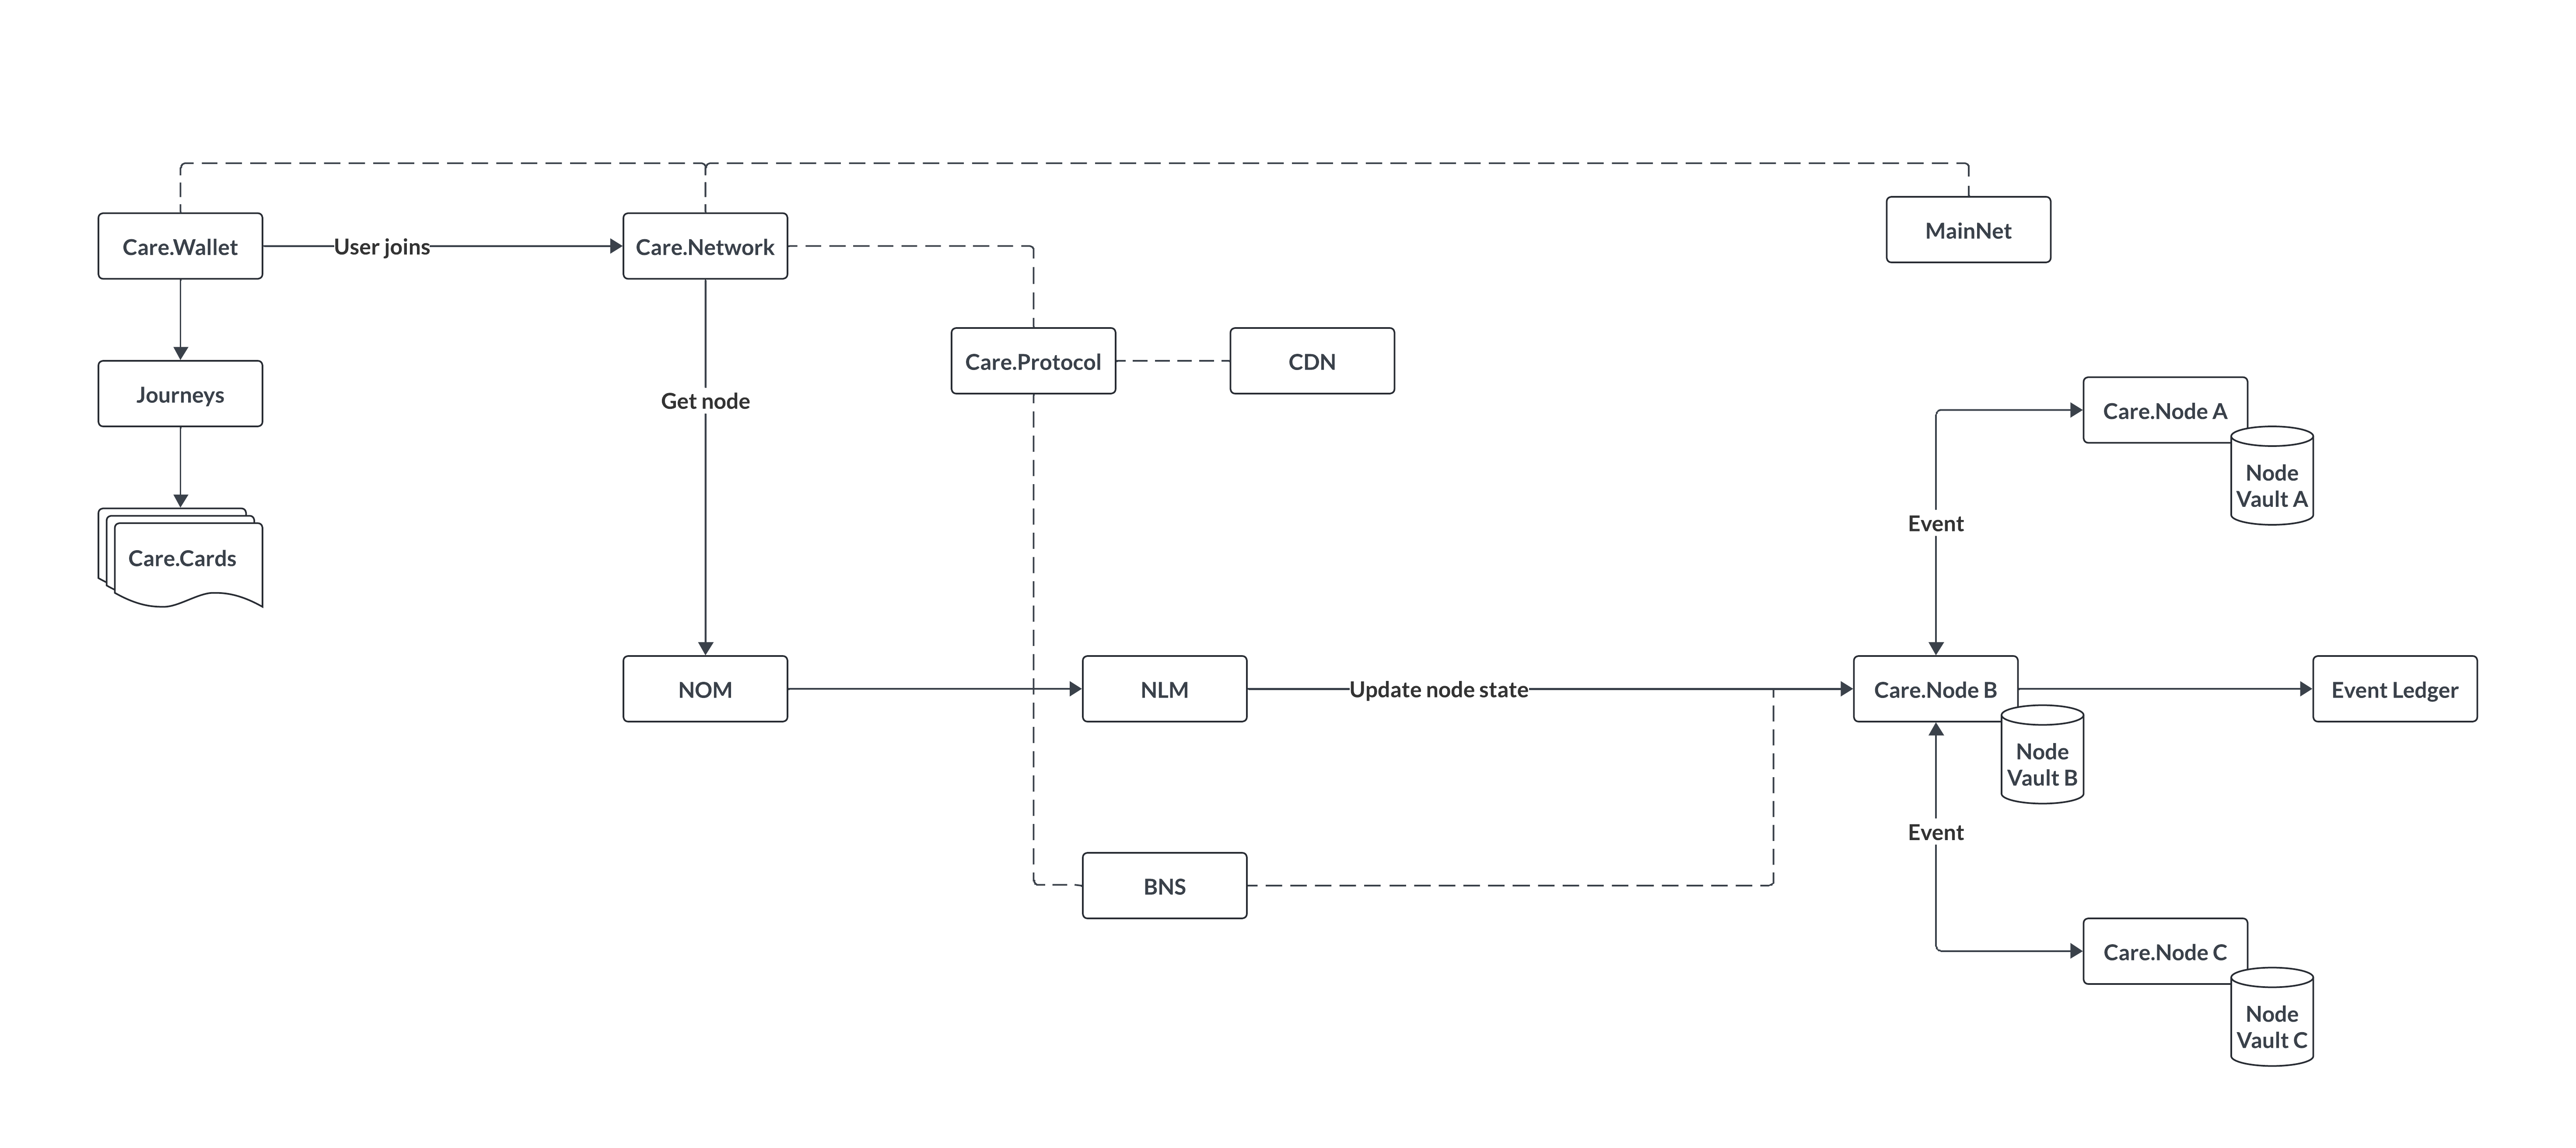 MainNet
Care.Wallet
User joins
Care.Network
Care.Protocol
CDN
Journeys
Get node
Care.Node A
Node
Vault A
Event
Care.Cards
NOM
NLM
Update node state
Care.Node B
Event Ledger
Node
Vault B
Event
BNS
Care.Node C
Node
Vault C